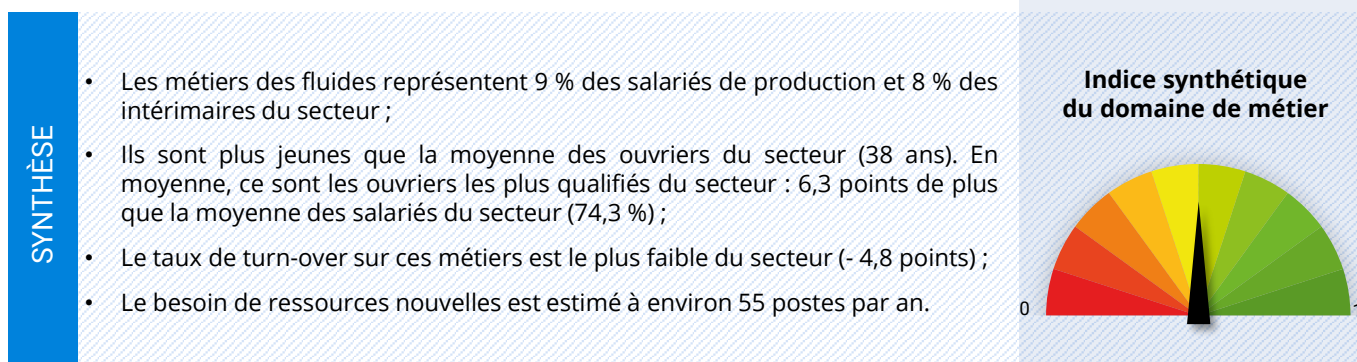 SYNTHÈSE
• Les métiers des fluides représentent 9 % des salariés de production et 8 % des
intérimaires du secteur ;
• Ils sont plus jeunes que la moyenne des ouvriers du secteur (38 ans). En
moyenne, ce sont les ouvriers les plus qualifiés du secteur : 6,3 points de plus
que la moyenne des salariés du secteur (74,3 %) ;
• Le taux de turn-over sur ces métiers est le plus faible du secteur (- 4,8 points) ;
• Le besoin de ressources nouvelles est estimé à environ 55 postes par an.
Indice synthétique
du domaine de métier
0